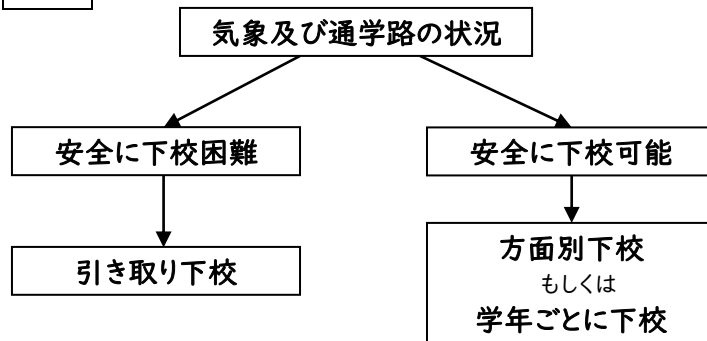 気象及び通学路の状況
安全に下校困難
安全に下校可能
引き取り下校
方面別下校
もしくは
学年ごとに下校